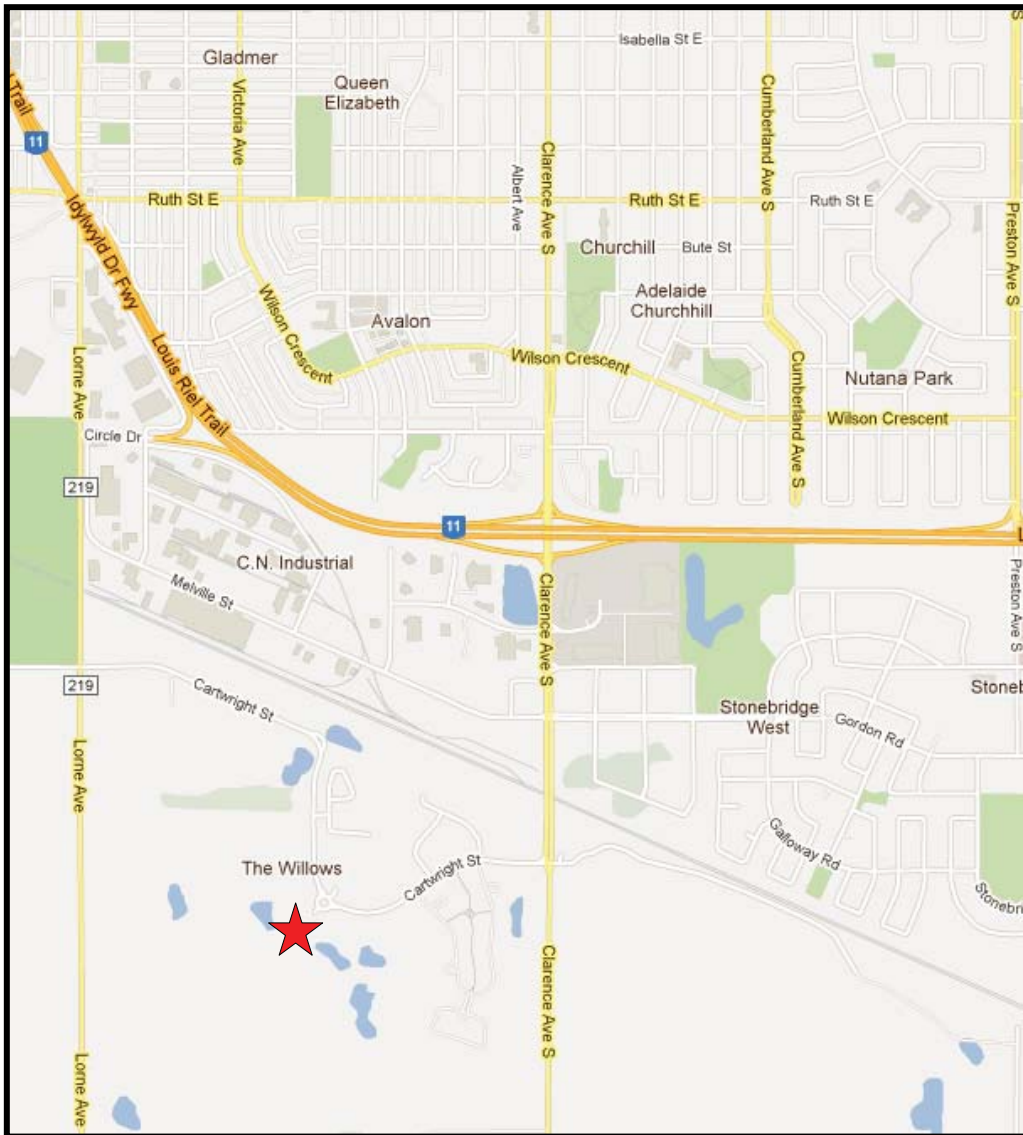 Isabella St E
Gladmer
Queen
Elizabeth
Victoria Ave
Cumberland Ave S
Trail
11
Clarence Ave S
Albert Ave
Idylwyld Dr Fwy
Ruth St E
Ruth St E
Ruth St E
Preston Ave S
Churchill
Bute St
Adelaide
Churchhill
Wilson Crescent
Avalon
Louis Riel Trail
Lorne Ave
Wilson Crescent
Cumberland Ave S
Nutana Park
Wilson Crescent
Circle Dr
219
11
C.N. Industrial
Melville St
Clarence Ave S
Preston Ave S
219
Cartwright St
Stoneb
Stonebridge
West
Gordon Rd
Lorne Ave
Galloway Rd
The Willows
Cartwright St
Stonebri
Clarence Ave S
Lorne Ave